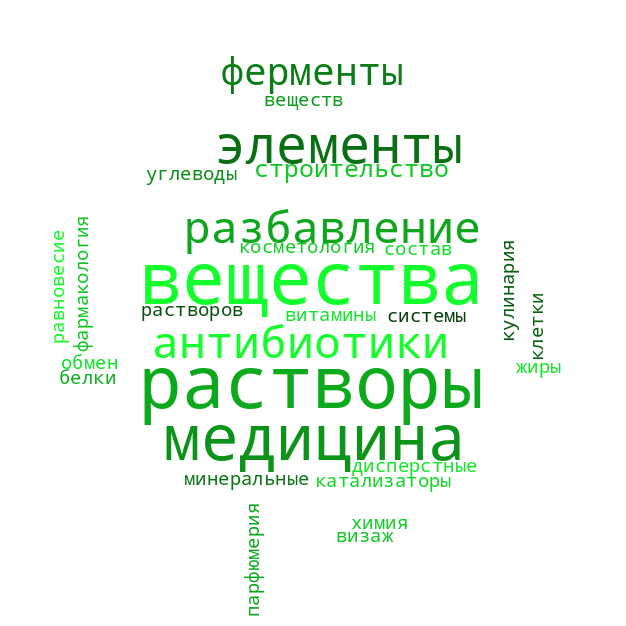 ферменты
веществ
элементы
углеводы
строительство
разбавление
косметология
состав
вещества
равновесие
фармакология
кулинария
клетки
растворов
витамины
системы
антибиотики
обмен
белки
жиры
растворы
медицина
дисперстные
минеральные
катализаторы
парфюмерия
химия
визаж